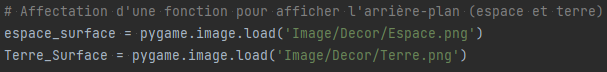 # Affectation d'une fonction pour afficher l'arrière-plan (espace et terre)
espace_surface = pygame.image.load('Image/Decor/Espace.png')
Terre_Surface = pygame.image.load('Image/Decor/Terre.png')